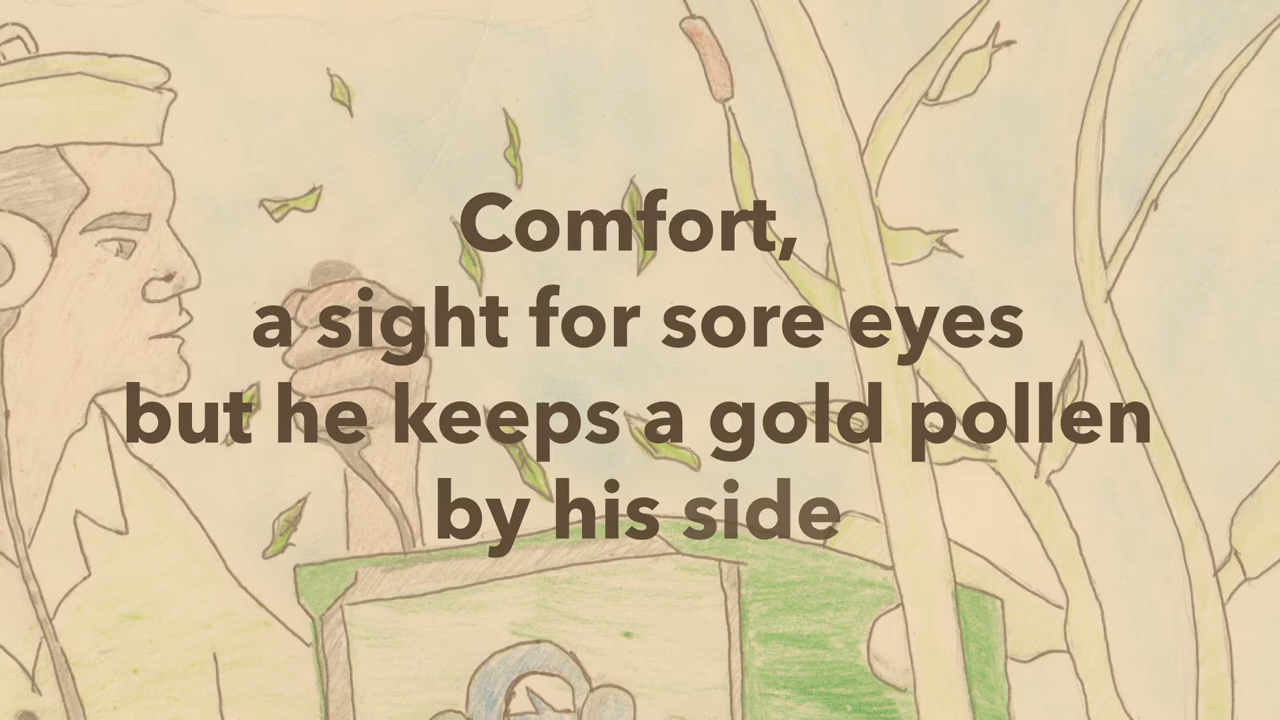 Comfort,
a sight for sore eyes
but he keeps a gold pollen
by his side